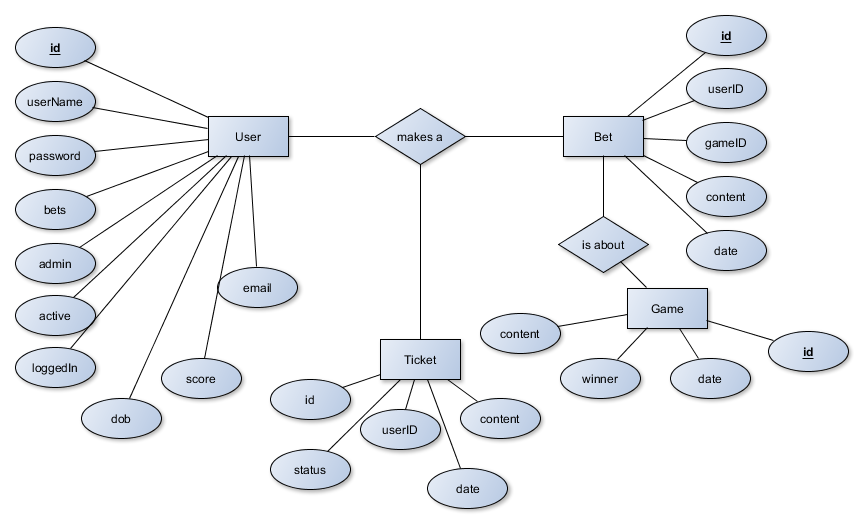 id
userName
password
bets
admin
active
loggedIn
dob
score
email
User
makes a
Bet
id
userID
gameID
content
date
is about
Game
content
winner
date
id
Ticket
id
status
userID
date
content